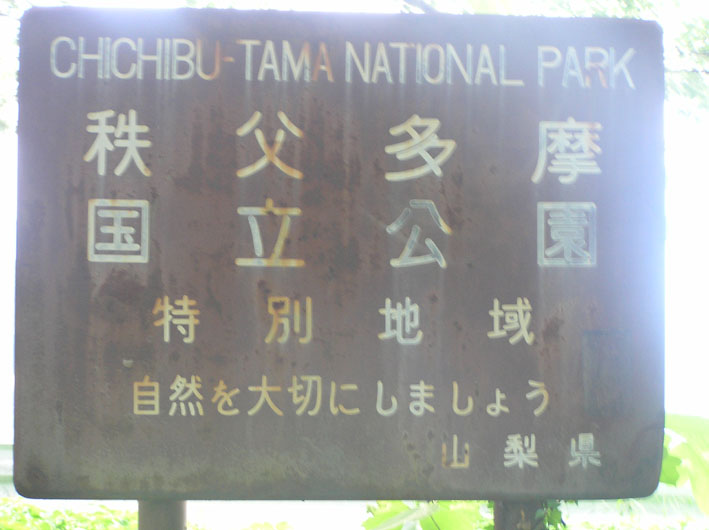 CHICHIBU-TAMA NATIONAL PARK
秩父多摩
国立公園
特別地域
自然を大切にしましょう
山梨県